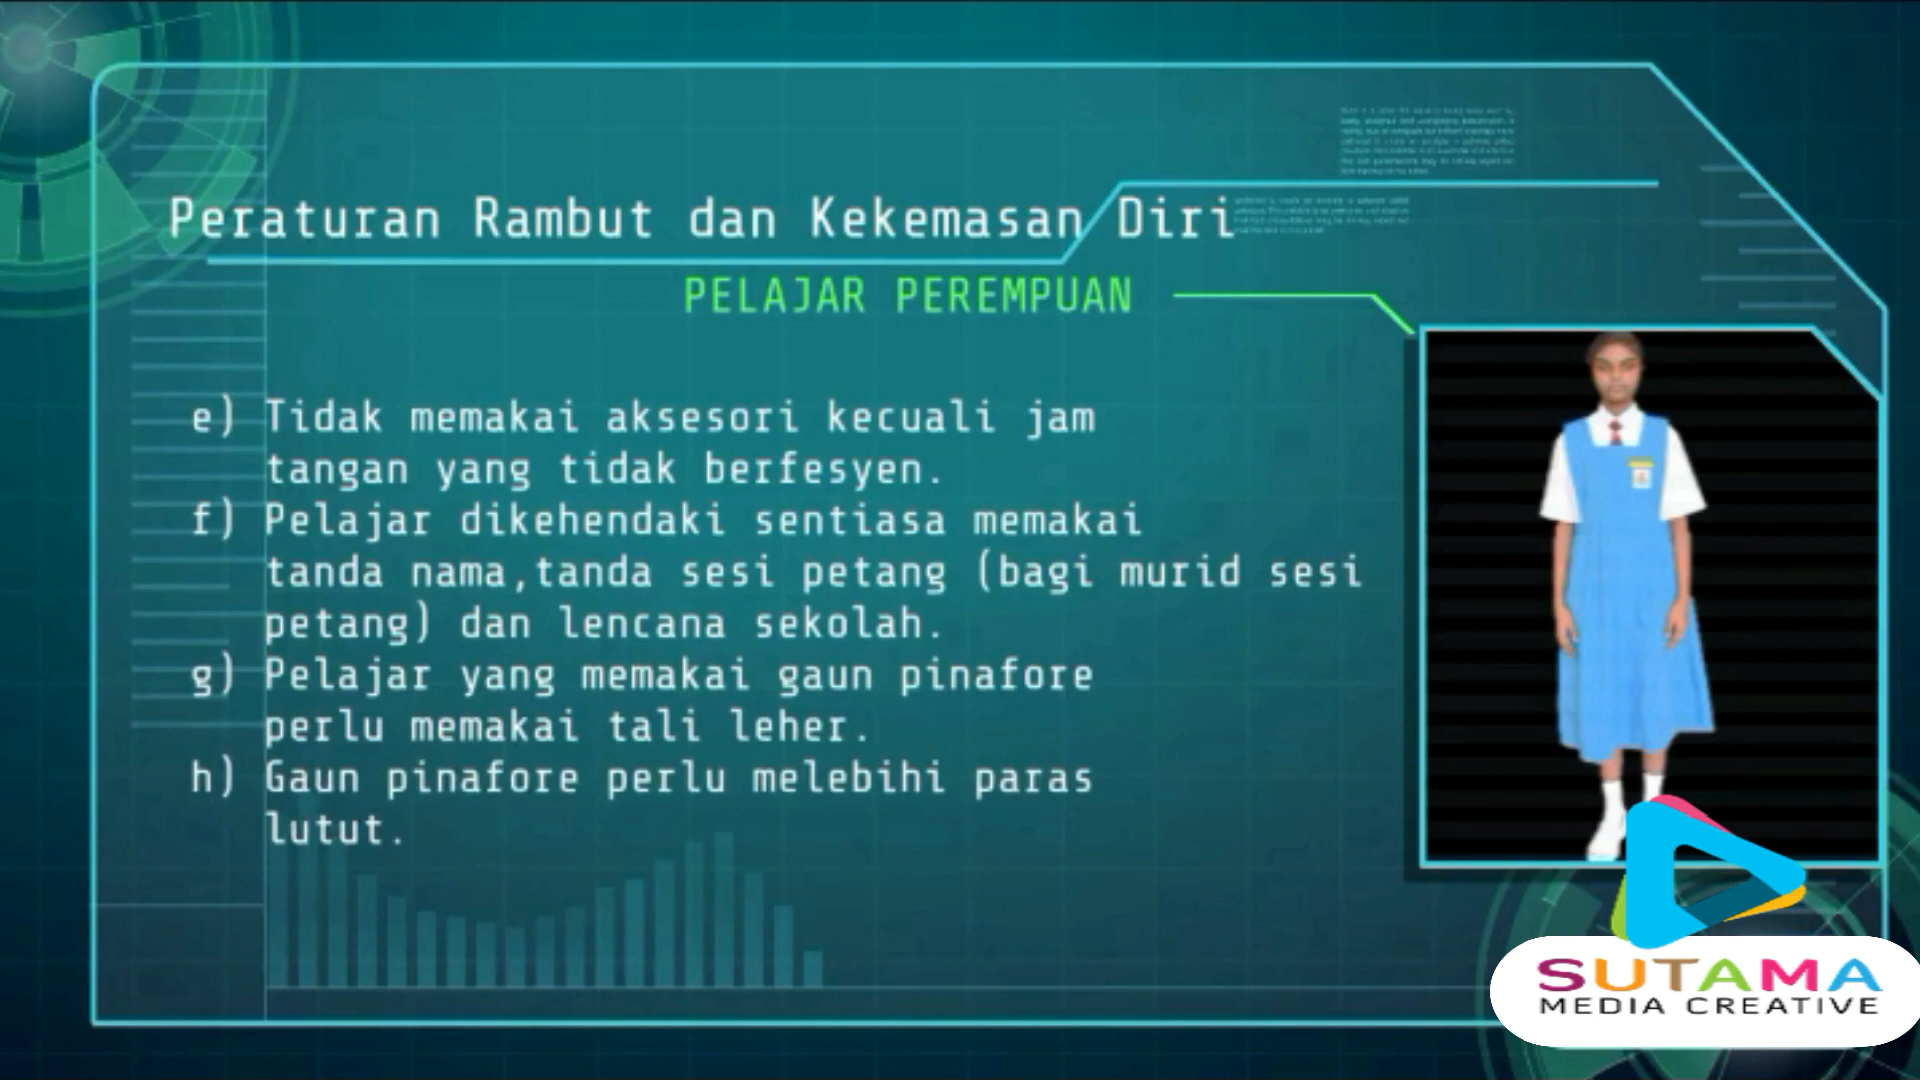 Peraturan Rambut dan Kekemasan Diri
PELAJAR PEREMPUAN
e) Tidak memakai aksesori kecuali jam
tangan yang tidak berfesyen.
f) Pelajar dikehendaki sentiasa memakai
tanda nama,tanda sesi petang (bagi murid sesi
petang) dan lencana sekolah.
g) Pelajar yang memakai gaun pinafore
perlu memakai tali leher.
h) Gaun pinafore perlu melebihi paras
lutut.
SUTAMA
MEDIA CREATIVE